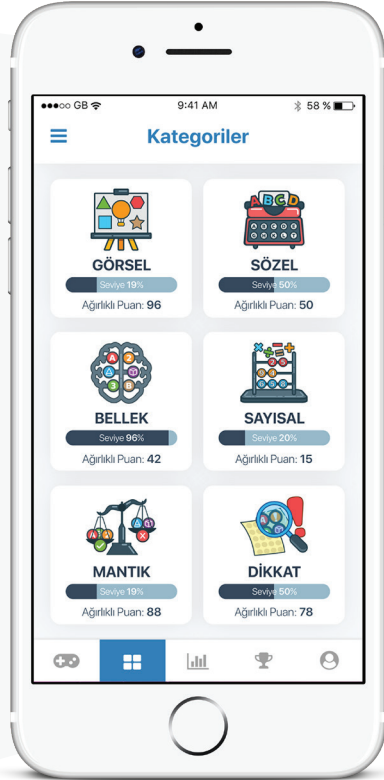 GB 9:41 AM 58 %
Kategoriler
GÖRSEL
Seviye 19%
Ağırlıklı Puan: 96
SÖZEL
Seviye 50%
Ağırlıklı Puan: 50
BELLEK
Seviye 96%
Ağırlıklı Puan: 42
SAYISAL
Seviye 20%
Ağırlıklı Puan: 15
MANTIK
Seviye 19%
Ağırlıklı Puan: 88
DİKKAT
Seviye 50%
Ağırlıklı Puan: 78